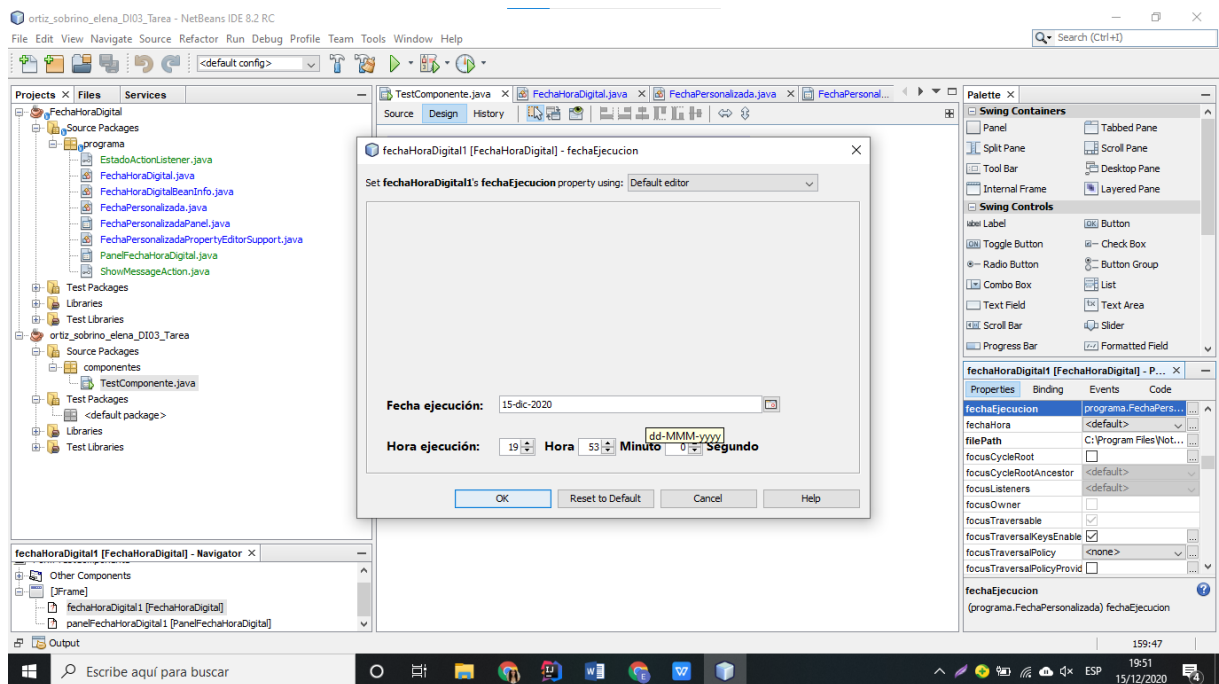 ortiz_sobrino_elena_DI03_Tarea - NetBeans IDE 8.2 RC
File Edit View Navigate Source Refactor Run Debug Profile Team Tools Window Help
Search (Ctrl+I)
<default config>
Projects Files Services
FechaHoraDigital
Source Packages
programa
EstadoActionListener.java
FechaHoraDigital.java
FechaHoraDigitalBeanInfo.java
FechaPersonalizada.java
FechaPersonalizadaPanel.java
FechaPersonalizadaPropertyEditorSupport.java
PanelFechaHoraDigital.java
ShowMessageAction.java
Test Packages
Libraries
Test Libraries
ortiz_sobrino_elena_DI03_Tarea
Source Packages
componentes
TestComponente.java
Test Packages
<default package>
Libraries
Test Libraries
fechaHoraDigital1 [FechaHoraDigital] - Navigator
Other Components
[JFrame]
fechaHoraDigital1 [FechaHoraDigital]
panelFechaHoraDigital1 [PanelFechaHoraDigital]
Output
TestComponente.java FechaHoraDigital.java FechaPersonalizada.java FechaPersonal...
Source Design History
fechaHoraDigital1 [FechaHoraDigital] - fechaEjecucion
Set fechaHoraDigital1's fechaEjecucion property using: Default editor
Fecha ejecución: 15-dic-2020
dd-MMM-yyyy
Hora ejecución: 19 Hora 53 Minuto 0 Segundo
OK Reset to Default Cancel Help
Palette
Swing Containers
Panel Tabbed Pane
Split Pane Scroll Pane
Tool Bar Desktop Pane
Internal Frame Layered Pane
Swing Controls
label Label OK Button
ON Toggle Button Check Box
Radio Button Button Group
Combo Box List
Text Field Text Area
Scroll Bar Slider
Progress Bar Formatted Field
fechaHoraDigital1 [FechaHoraDigital] - P...
Properties Binding Events Code
fechaEjecucion programa.FechaPers... ...
fechaHora <default> ...
filePath C:\Program Files\Not... ...
focusCycleRoot ...
focusCycleRootAncestor <default>
focusListeners <default>
focusOwner
focusTraversable
focusTraversalKeysEnable ...
focusTraversalPolicy <none> ...
focusTraversalPolicyProvid ...
fechaEjecucion
(programa.FechaPersonalizada) fechaEjecucion
159:47
Escribe aquí para buscar
ESP
19:51
15/12/2020